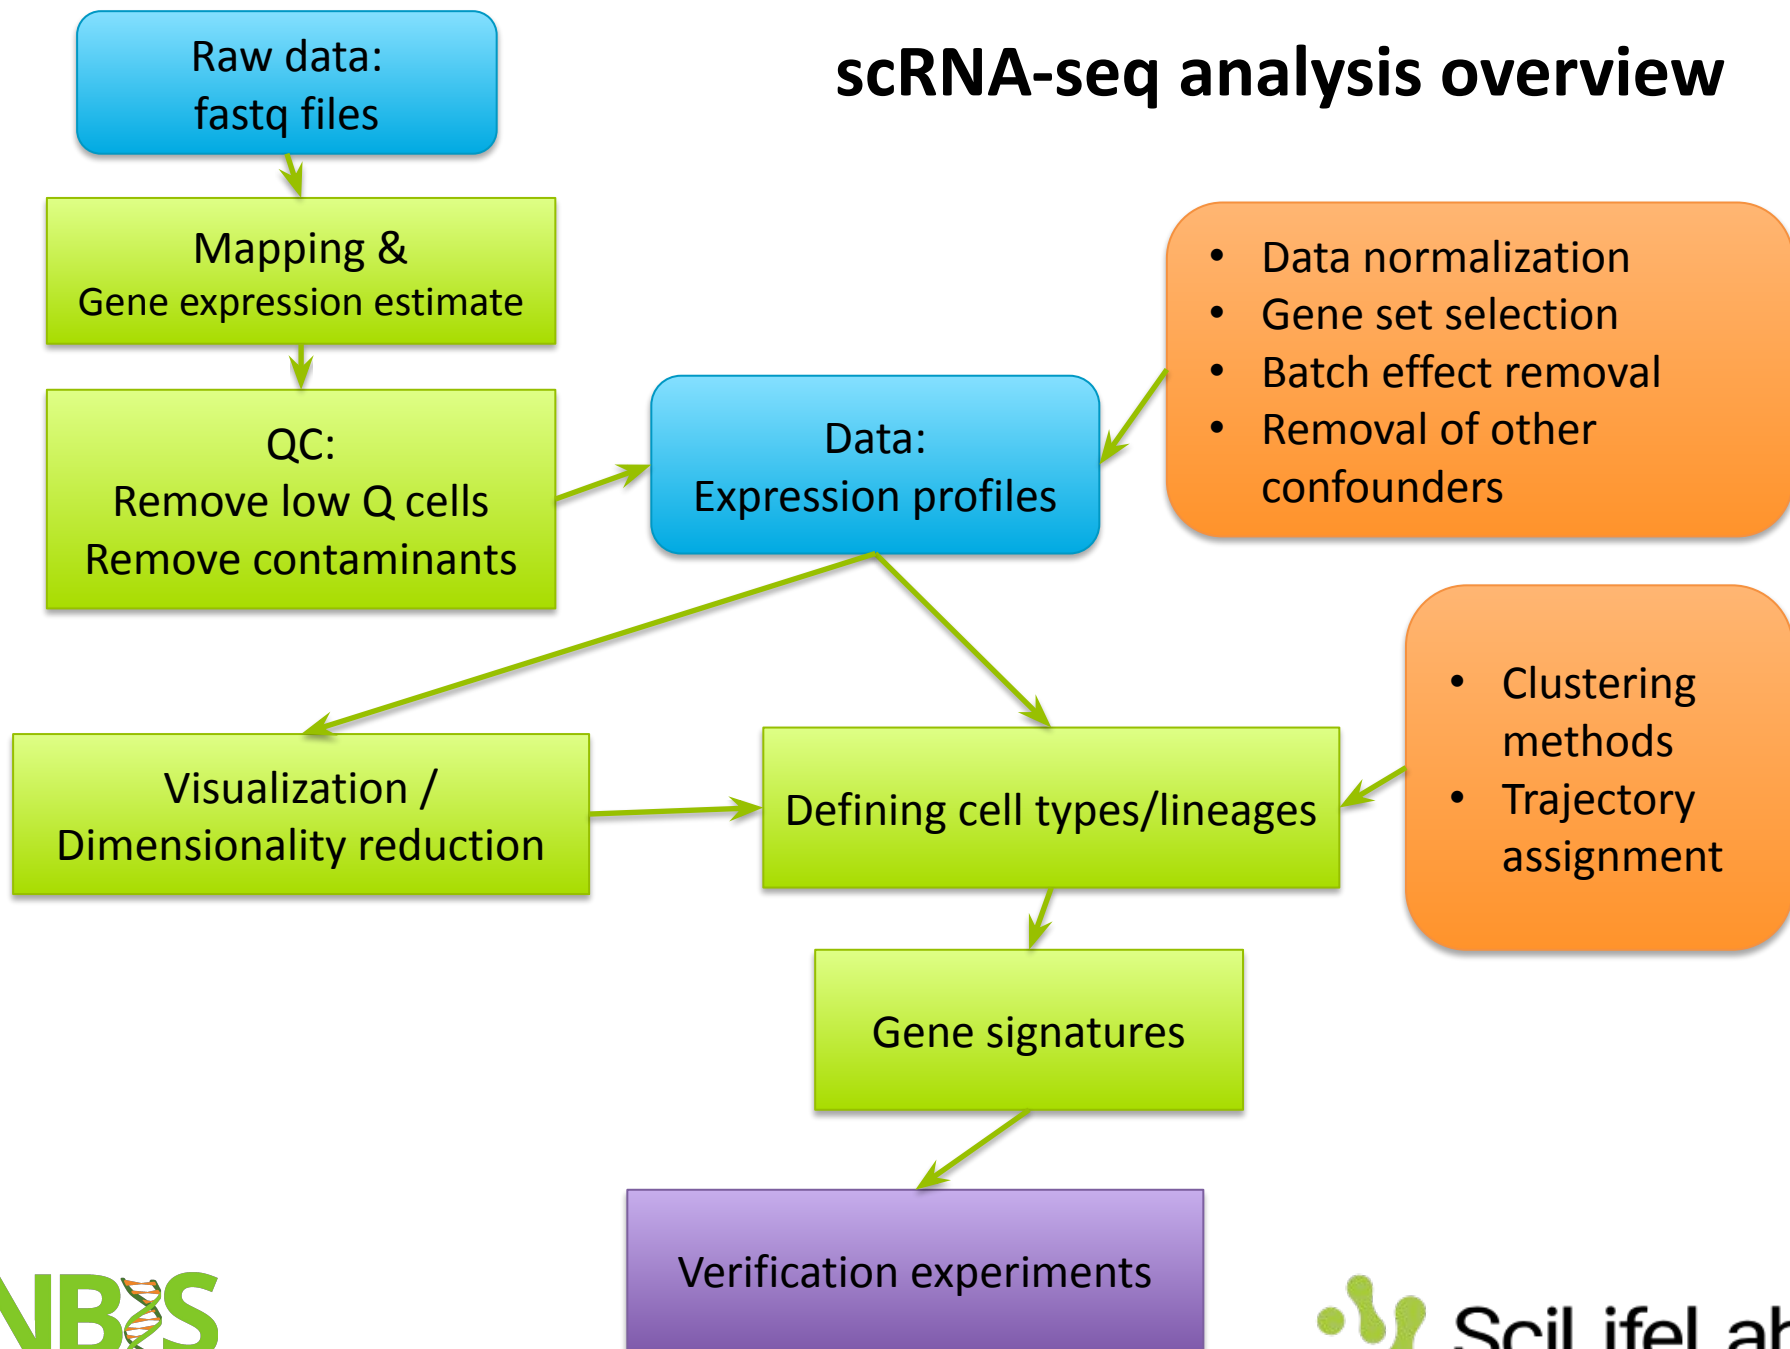 scRNA-seq analysis overview
Raw data:
fastq files
Mapping &
Gene expression estimate
QC:
Remove low Q cells
Remove contaminants
Data:
Expression profiles
• Data normalization
• Gene set selection
• Batch effect removal
• Removal of other
confounders
Visualization /
Dimensionality reduction
Defining cell types/lineages
• Clustering
methods
• Trajectory
assignment
Gene signatures
Verification experiments
NBIS
SciLifeLab